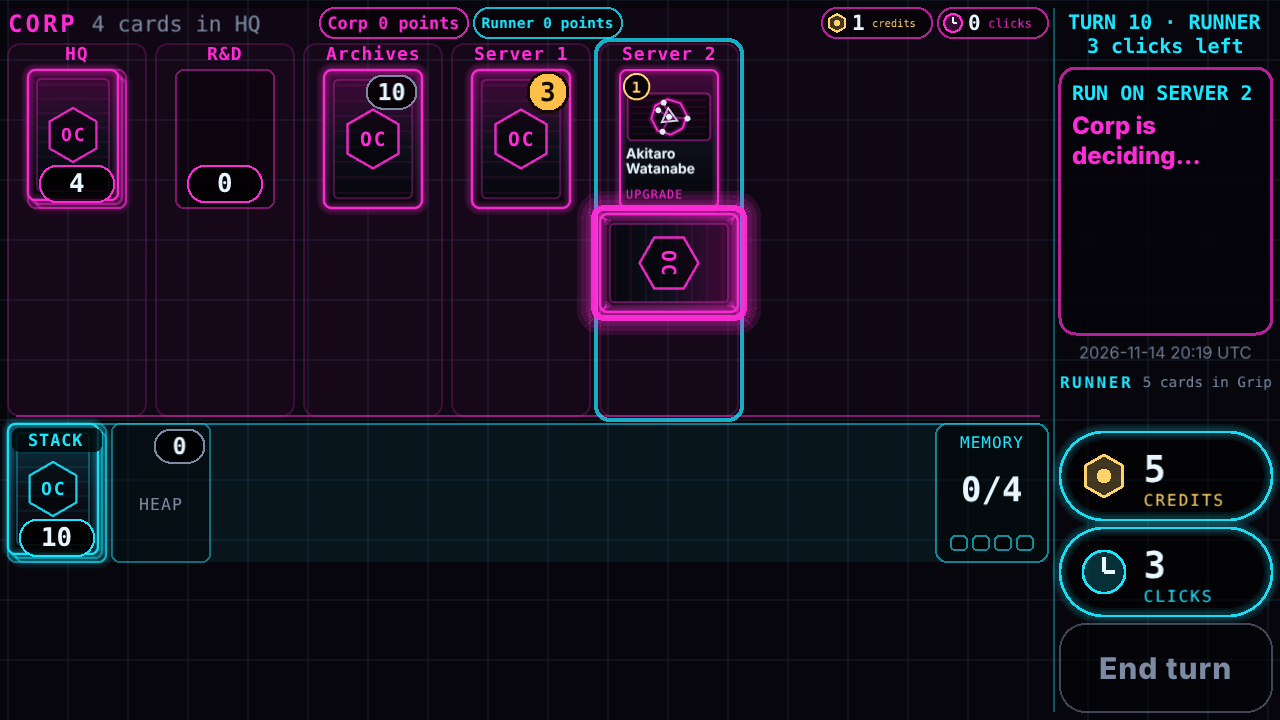 CORP 4 cards in HQ
Corp 0 points
Runner 0 points
1 credits
0 clicks
HQ
R&D
Archives
Server 1
Server 2
OC
4
0
10
OC
3
OC
1
Akitaro
Watanabe
UPGRADE
OC
TURN 10 · RUNNER
3 clicks left
RUN ON SERVER 2
Corp is
deciding...
2026-11-14 20:19 UTC
RUNNER 5 cards in Grip
STACK
OC
10
0
HEAP
MEMORY
0/4
5
CREDITS
3
CLICKS
End turn